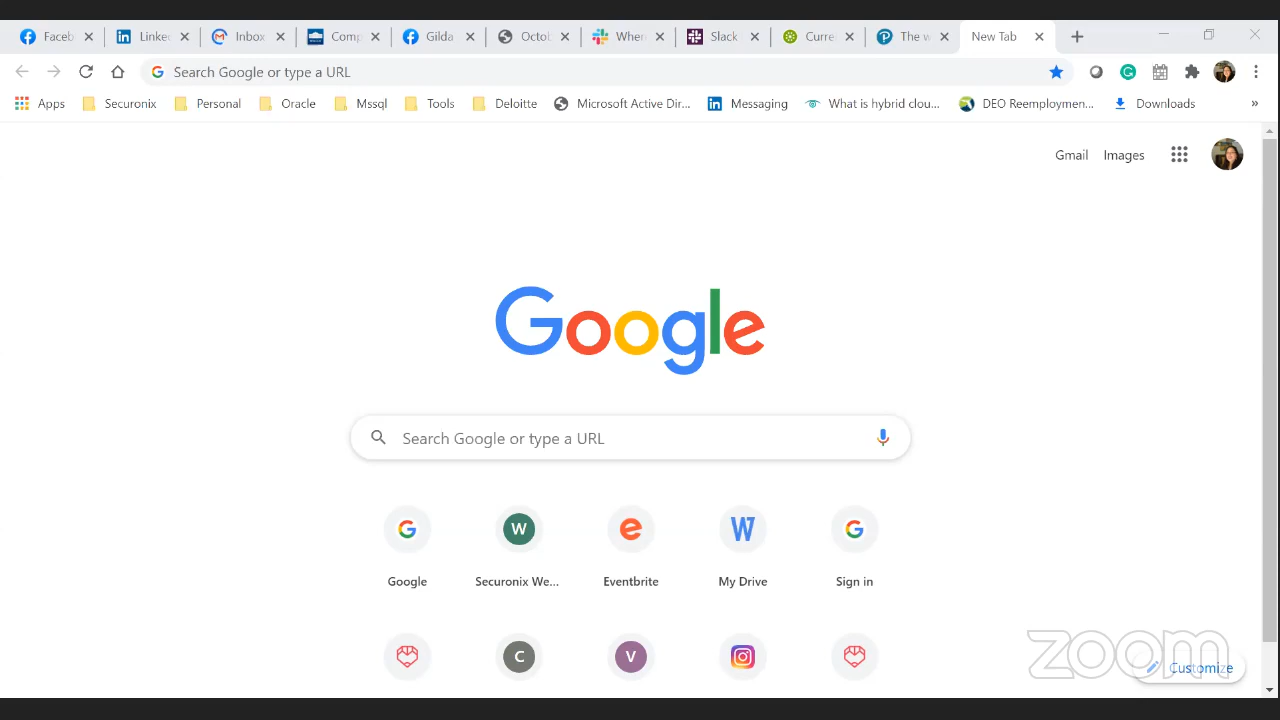 Faceb
Linke
Inbox
Comp
Gilda
Octob
When
Slack
Curre
The w
New Tab
Search Google or type a URL
Apps
Securonix
Personal
Oracle
Mssql
Tools
Deloitte
Microsoft Active Dir...
Messaging
What is hybrid clou...
DEO Reemploymen...
Downloads
»
Gmail
Images
Google
Search Google or type a URL
W
Google
Securonix We...
Eventbrite
My Drive
Sign in
C
V
zoom
Customize